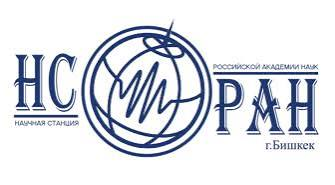 НС
НАУЧНАЯ СТАНЦИЯ
РОССИЙСКОЙ АКАДЕМИИ НАУК
РАН
г.Бишкек